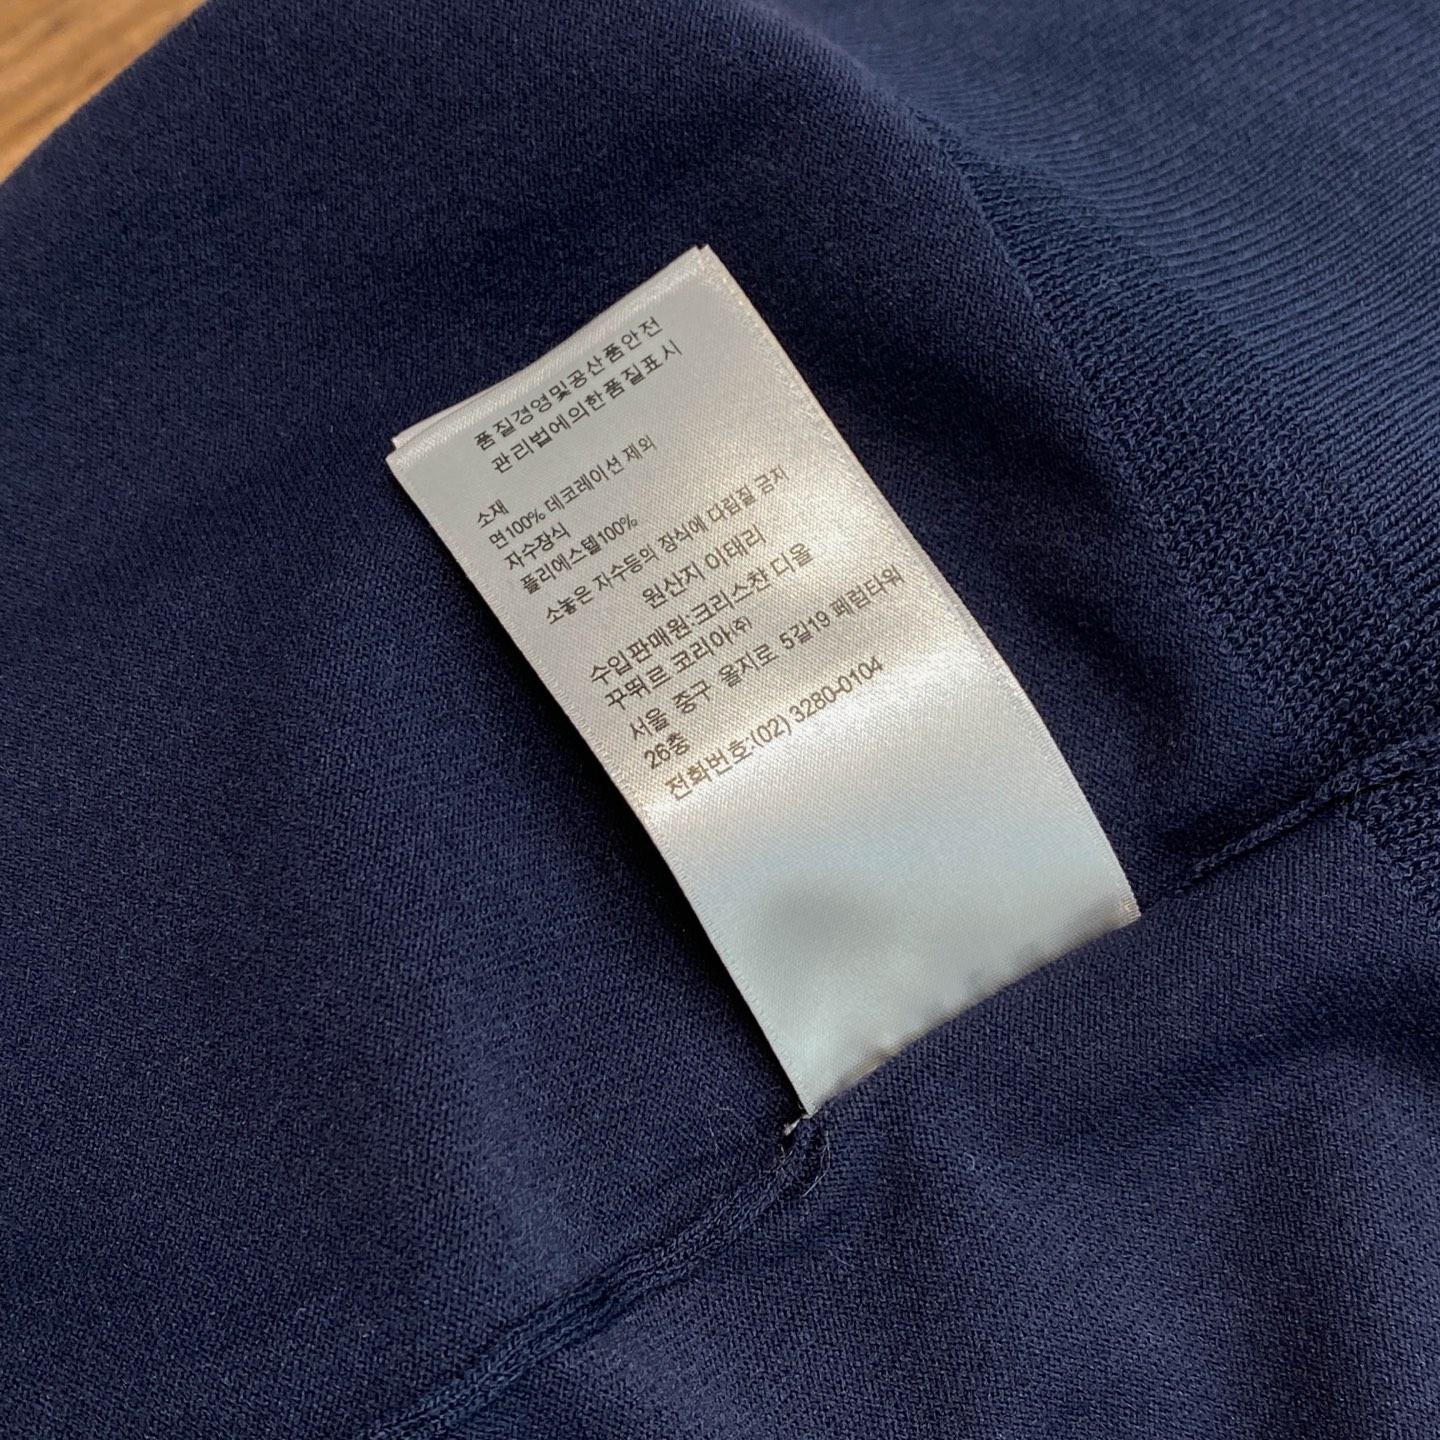 품질경영및공산품안전
관리법에의한품질표시
소재
면100% 데코레이션 제외
자수장식
플리에스텔100%
소놓은 자수등의 장식에 다림질 금지
원산지 이태리
수입판매원:크리스챤 디올
꾸뛰르 코리아(주)
서울 중구 을지로 5길19 페럼타워
26층
전화번호:(02) 3280-0104